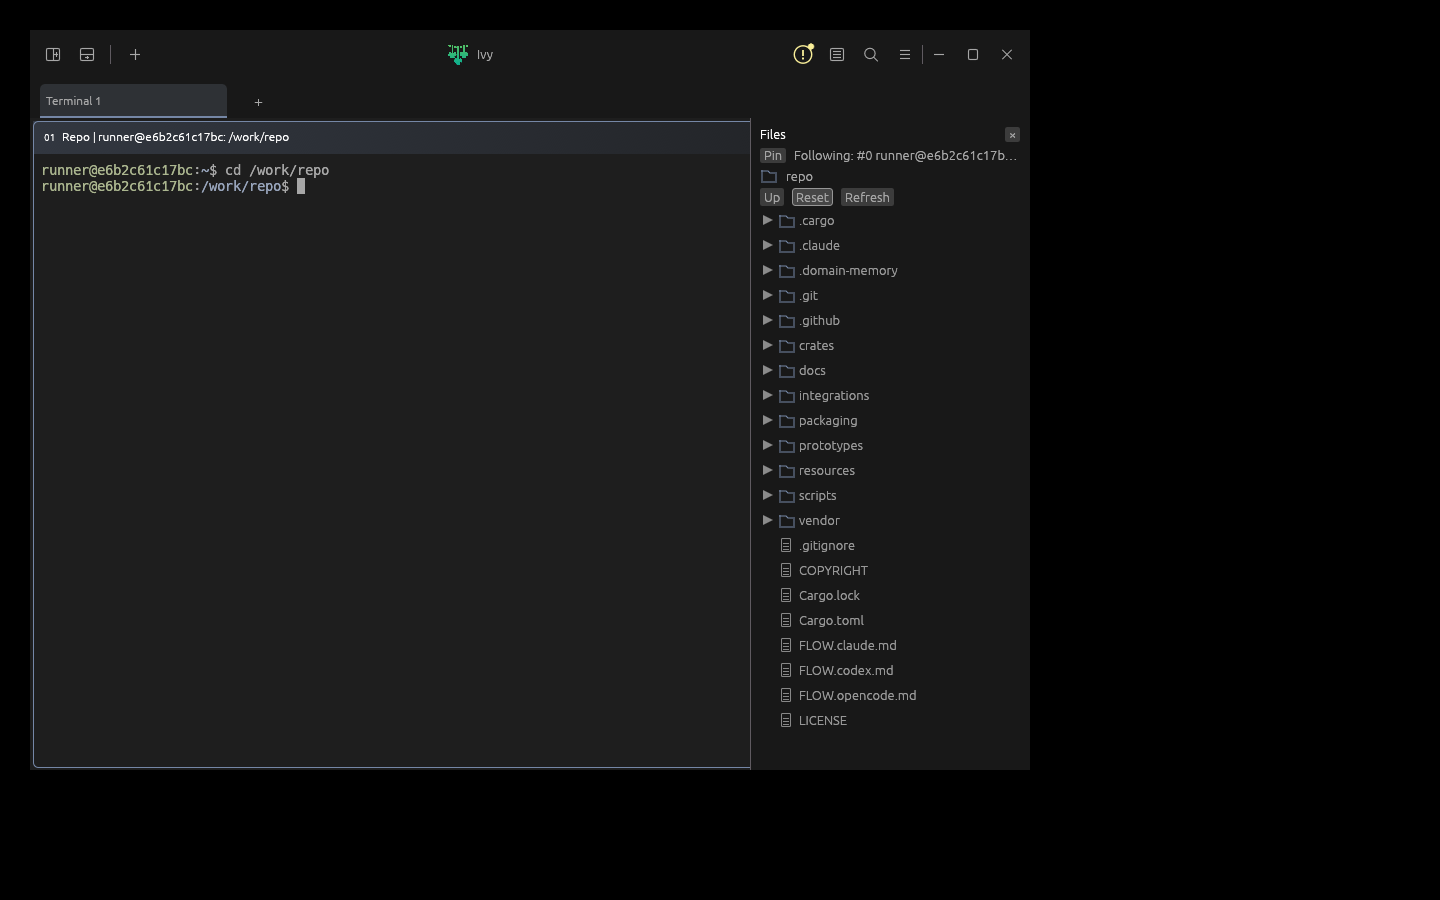 Ivy
Terminal 1
01 Repo | runner@e6b2c61c17bc: /work/repo
runner@e6b2c61c17bc:~$ cd /work/repo
runner@e6b2c61c17bc:/work/repo$
Files
Pin Following: #0 runner@e6b2c61c17b...
repo
Up Reset Refresh
.cargo
.claude
.domain-memory
.git
.github
crates
docs
integrations
packaging
prototypes
resources
scripts
vendor
.gitignore
COPYRIGHT
Cargo.lock
Cargo.toml
FLOW.claude.md
FLOW.codex.md
FLOW.opencode.md
LICENSE